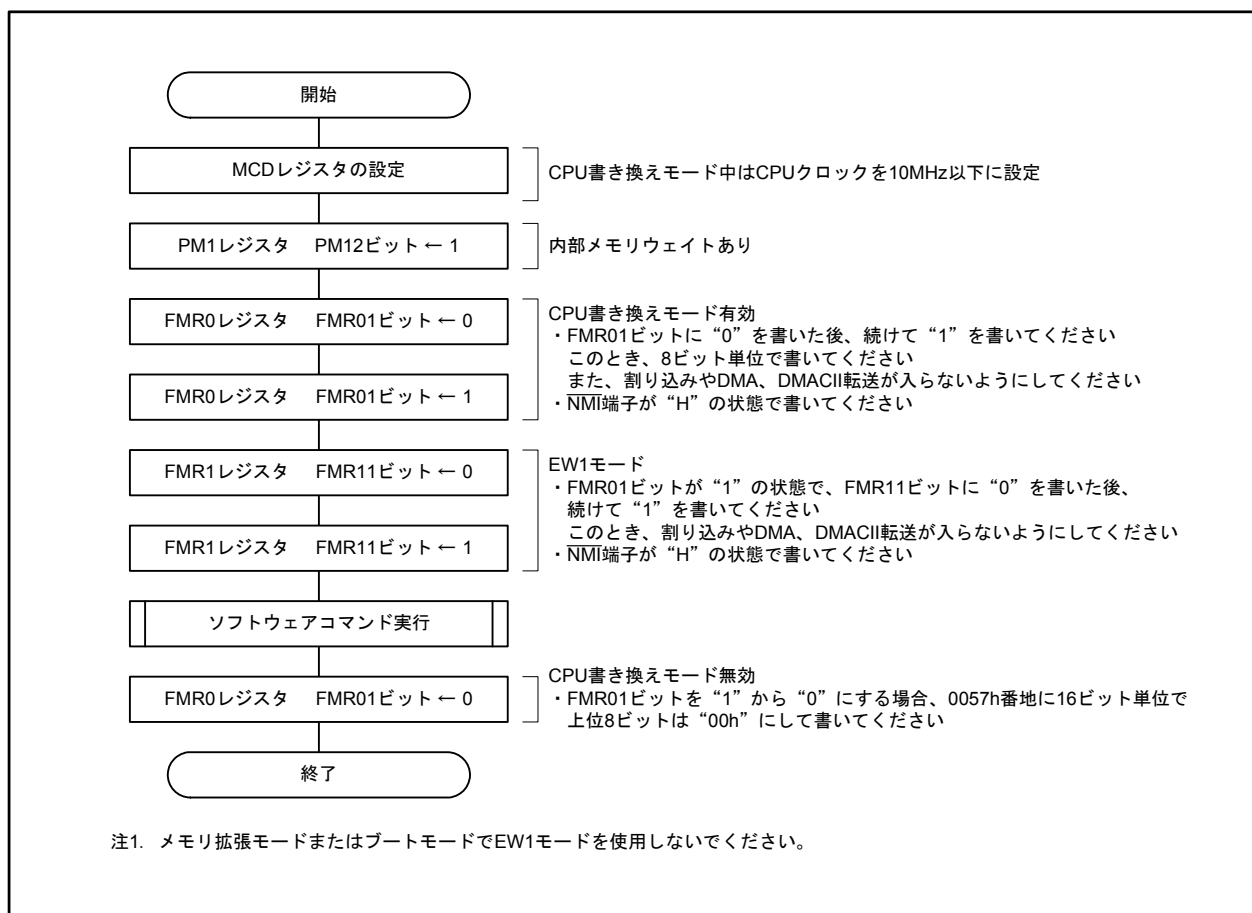 開始
MCDレジスタの設定
CPU書き換えモード中はCPUクロックを10MHz以下に設定
PM1レジスタ　PM12ビット ← 1
内部メモリウェイトあり
FMR0レジスタ　FMR01ビット ← 0
FMR0レジスタ　FMR01ビット ← 1
CPU書き換えモード有効
・FMR01ビットに“0”を書いた後、続けて“1”を書いてください
このとき、8ビット単位で書いてください
また、割り込みやDMA、DMACII転送が入らないようにしてください
・NMI端子が“H”の状態で書いてください
FMR1レジスタ　FMR11ビット ← 0
FMR1レジスタ　FMR11ビット ← 1
EW1モード
・FMR01ビットが“1”の状態で、FMR11ビットに“0”を書いた後、
続けて“1”を書いてください
このとき、割り込みやDMA、DMACII転送が入らないようにしてください
・NMI端子が“H”の状態で書いてください
ソフトウェアコマンド実行
FMR0レジスタ　FMR01ビット ← 0
CPU書き換えモード無効
・FMR01ビットを“1”から“0”にする場合、0057h番地に16ビット単位で
上位8ビットは“00h”にして書いてください
終了
注1. メモリ拡張モードまたはブートモードでEW1モードを使用しないでください。